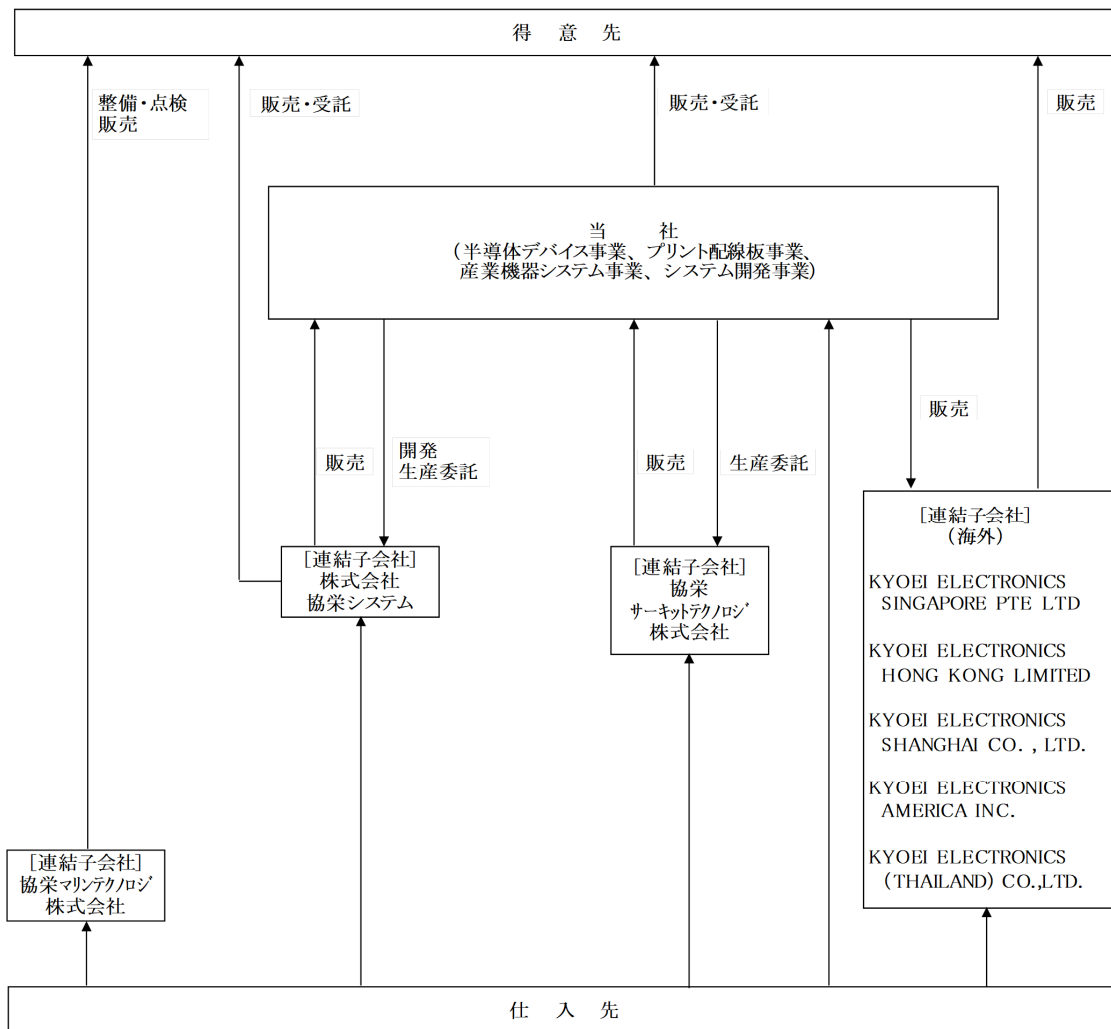 得 意 先
整備・点検
販売
販売・受託
販売・受託
販売
当 社
(半導体デバイス事業、プリント配線板事業、
産業機器システム事業、システム開発事業)
販売
開発
生産委託
販売
生産委託
販売
[連結子会社]
株式会社
協栄システム
[連結子会社]
協栄
サーキットテクノロジ
株式会社
[連結子会社]
(海外)
KYOEI ELECTRONICS
SINGAPORE PTE LTD
KYOEI ELECTRONICS
HONG KONG LIMITED
KYOEI ELECTRONICS
SHANGHAI CO. , LTD.
KYOEI ELECTRONICS
AMERICA INC.
KYOEI ELECTRONICS
(THAILAND) CO.,LTD.
[連結子会社]
協栄マリンテクノロジ
株式会社
仕 入 先